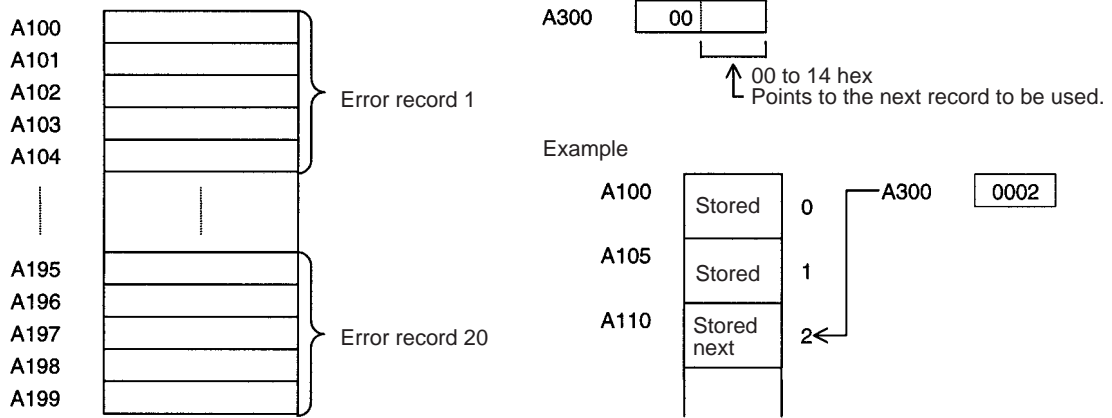 A100
A101
A102
A103
A104
Error record 1
A195
A196
A197
A198
A199
Error record 20
A300
00
00 to 14 hex
Points to the next record to be used.
Example
A100
Stored
0
A300
0002
A105
Stored
1
A110
Stored
next
2